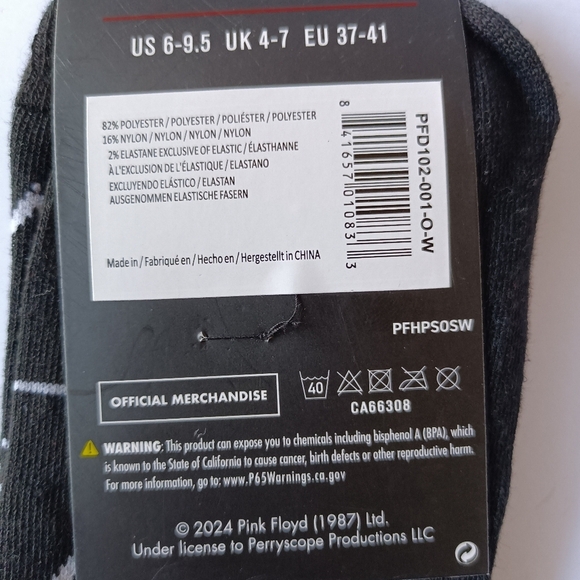 US 6-9.5 UK 4-7 EU 37-41
82% POLYESTER / POLYESTER / POLIÉSTER / POLYESTER
16% NYLON / NYLON / NYLON / NYLON
2% ELASTANE EXCLUSIVE OF ELASTIC / ÉLASTHANNE
À L'EXCLUSION DE L'ÉLASTIQUE / ELASTANO
EXCLUYENDO ELÁSTICO / ELASTAN
AUSGENOMMEN ELASTISCHE FASERN
Made in / Fabriqué en / Hecho en / Hergestellt in CHINA
8 41657 01083 3
PFD102-001-O-W
PFHPSOSW
OFFICIAL MERCHANDISE
40
CA66308
WARNING: This product can expose you to chemicals including bisphenol A (BPA), which
is known to the State of California to cause cancer, birth defects or other reproductive harm.
For more information, go to: www.P65Warnings.ca.gov
© 2024 Pink Floyd (1987) Ltd.
Under license to Perryscope Productions LLC